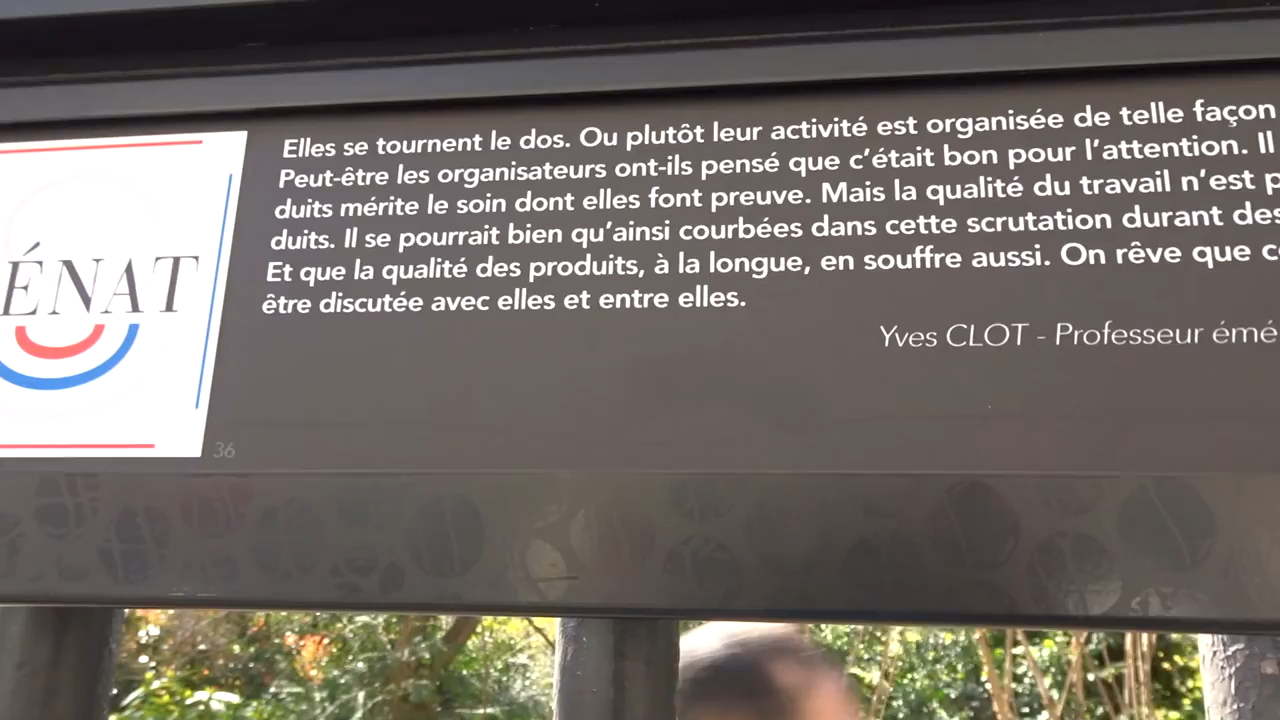 Elles se tournent le dos. Ou plutôt leur activité est organisée de telle façon
Peut-être les organisateurs ont-ils pensé que c'était bon pour l'attention. Il
duits mérite le soin dont elles font preuve. Mais la qualité du travail n'est p
duits. Il se pourrait bien qu'ainsi courbées dans cette scrutation durant des
Et que la qualité des produits, à la longue, en souffre aussi. On rêve que c
être discutée avec elles et entre elles.
Yves CLOT - Professeur émé
ÉNAT
36